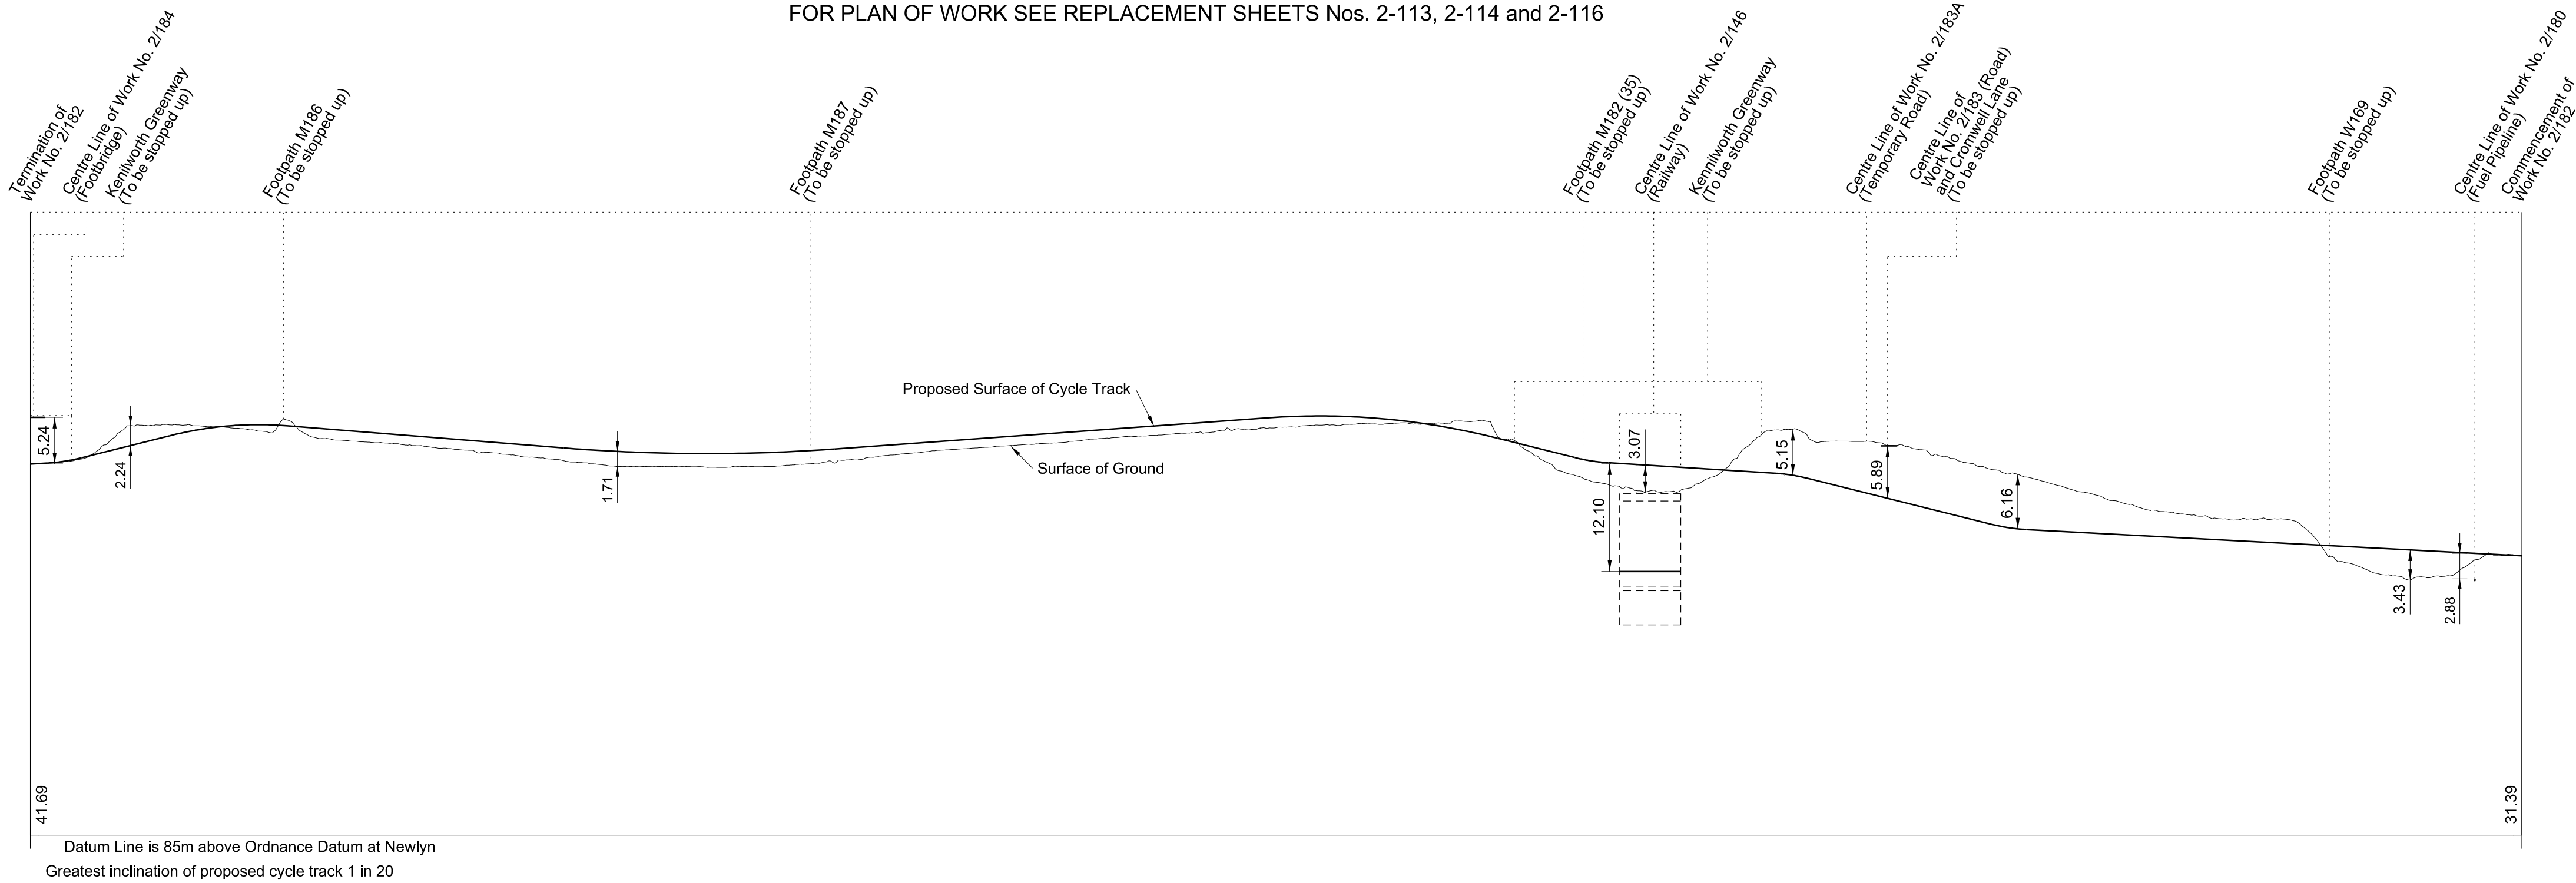 FOR PLAN OF WORK SEE REPLACEMENT SHEETS Nos. 2-113, 2-114 and 2-116
Termination of
Work No. 2/182
Centre Line of Work No. 2/184
(Footbridge)
Kenilworth Greenway
(To be stopped up)
Footpath M186
(To be stopped up)
Footpath M187
(To be stopped up)
Footpath M182 (35)
(To be stopped up)
Centre Line of Work No. 2/146
(Railway)
Kennilworth Greenway
(To be stopped up)
Centre Line of Work No. 2/183A
(Temporary Road)
Centre Line of
Work No. 2/183 (Road)
and Cromwell Lane
(To be stopped up)
Footpath W169
(To be stopped up)
Centre Line of Work No. 2/180
(Fuel Pipeline)
Commencement of
Work No. 2/182
Proposed Surface of Cycle Track
Surface of Ground
5.24
2.24
1.71
12.10
3.07
5.15
5.89
6.16
3.43
2.88
41.69
31.39
Datum Line is 85m above Ordnance Datum at Newlyn
Greatest inclination of proposed cycle track 1 in 20